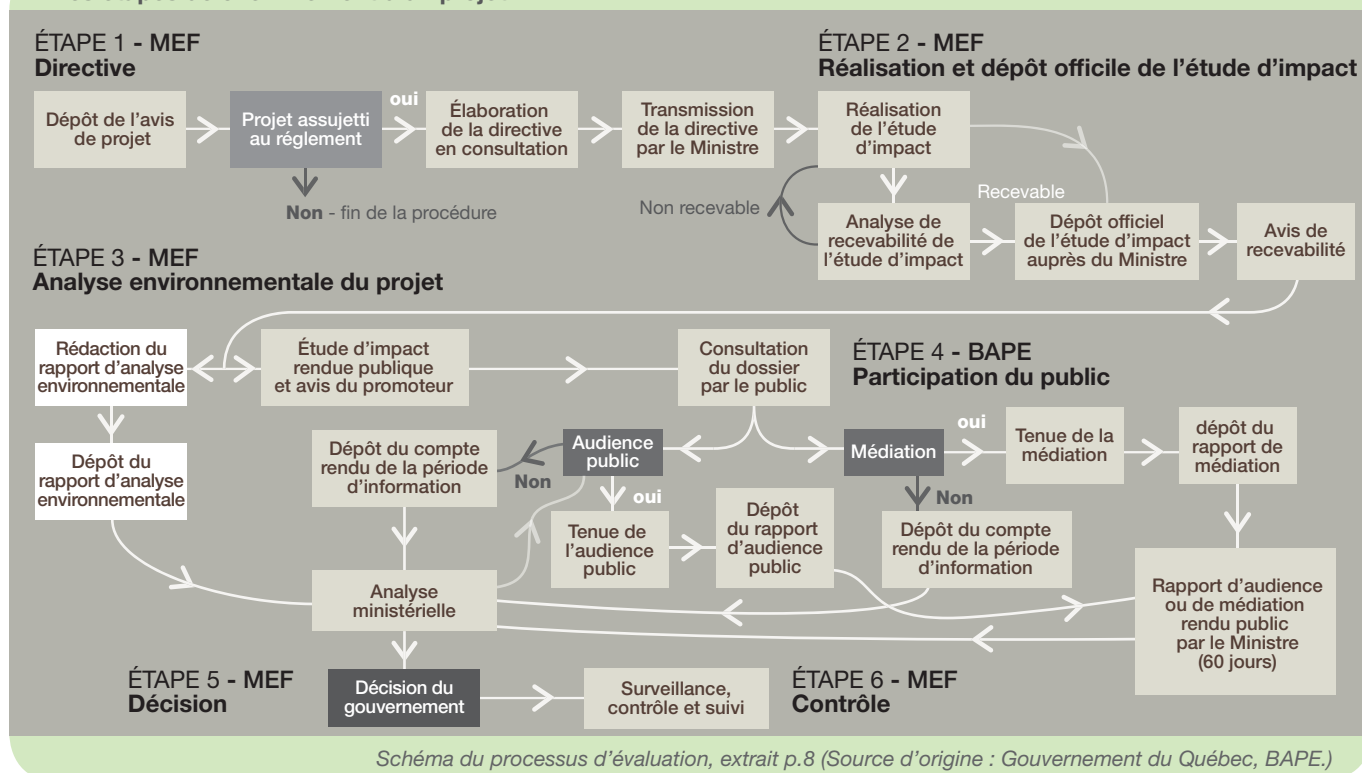 ÉTAPE 1 - MEF
Directive
ÉTAPE 2 - MEF
Réalisation et dépôt officile de l'étude d'impact
Dépôt de l'avis
de projet
Projet assujetti
au réglement
oui
Élaboration
de la directive
en consultation
Transmission
de la directive
par le Ministre
Réalisation
de l'étude
d'impact
Non - fin de la procédure
Non recevable
Recevable
Analyse de
recevabilité de
l'étude d'impact
Dépôt officiel
de l'étude d'impact
auprès du Ministre
Avis de
recevabilité
ÉTAPE 3 - MEF
Analyse environnementale du projet
Rédaction du
rapport d'analyse
environnementale
Étude d'impact
rendue publique
et avis du promoteur
Consultation
du dossier
par le public
ÉTAPE 4 - BAPE
Participation du public
Dépôt du
rapport d'analyse
environnementale
Dépôt du compte
rendu de la période
d'information
Non
Audience
public
oui
Médiation
oui
Non
Tenue de la
médiation
dépôt du
rapport de
médiation
Tenue de
l'audience
public
Dépôt
du rapport
d'audience
public
Dépôt du compte
rendu de la période
d'information
Analyse
ministérielle
Rapport d'audience
ou de médiation
rendu public
par le Ministre
(60 jours)
ÉTAPE 5 - MEF
Décision
Décision du
gouvernement
Surveillance,
contrôle et suivi
ÉTAPE 6 - MEF
Contrôle
Schéma du processus d'évaluation, extrait p.8 (Source d'origine : Gouvernement du Québec, BAPE.)